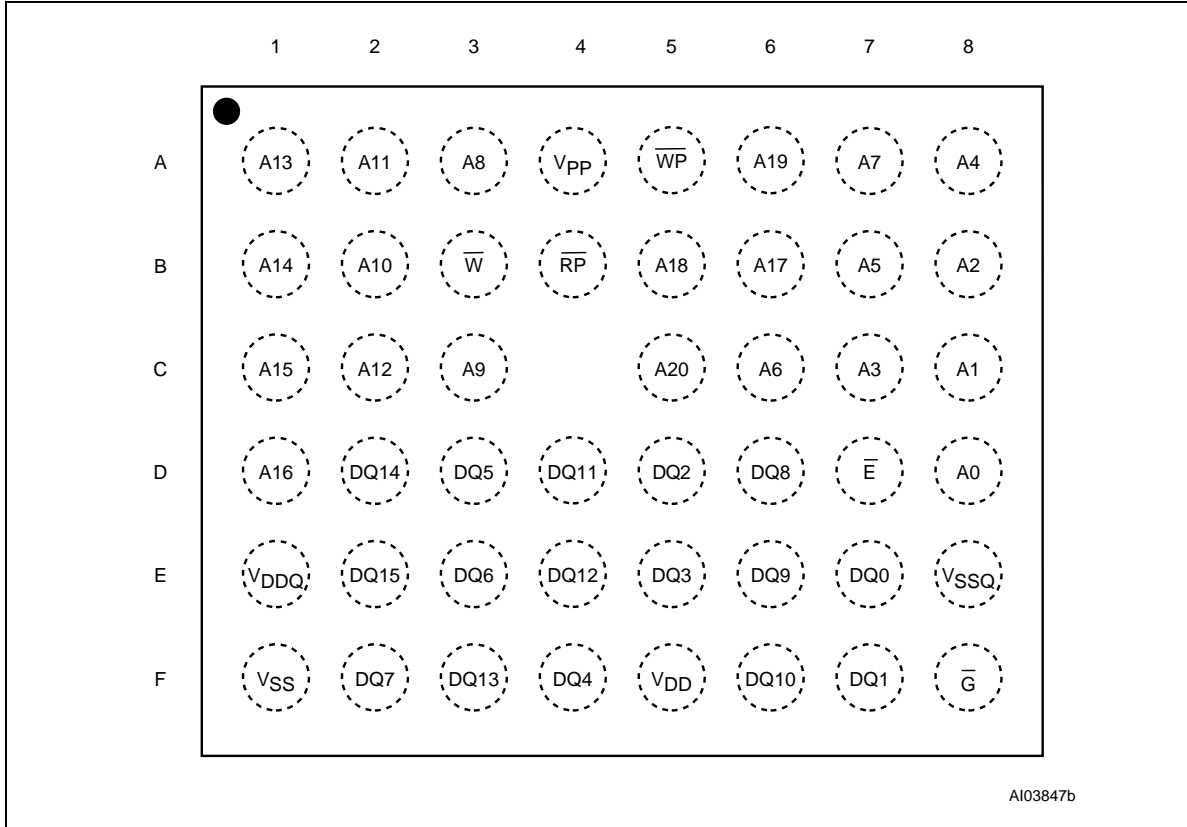 1 2 3 4 5 6 7 8
A A13 A11 A8 VPP W̅P̅ A19 A7 A4
B A14 A10 W̅ R̅P̅ A18 A17 A5 A2
C A15 A12 A9 A20 A6 A3 A1
D A16 DQ14 DQ5 DQ11 DQ2 DQ8 E̅ A0
E VDDQ DQ15 DQ6 DQ12 DQ3 DQ9 DQ0 VSSQ
F VSS DQ7 DQ13 DQ4 VDD DQ10 DQ1 G̅
AI03847b